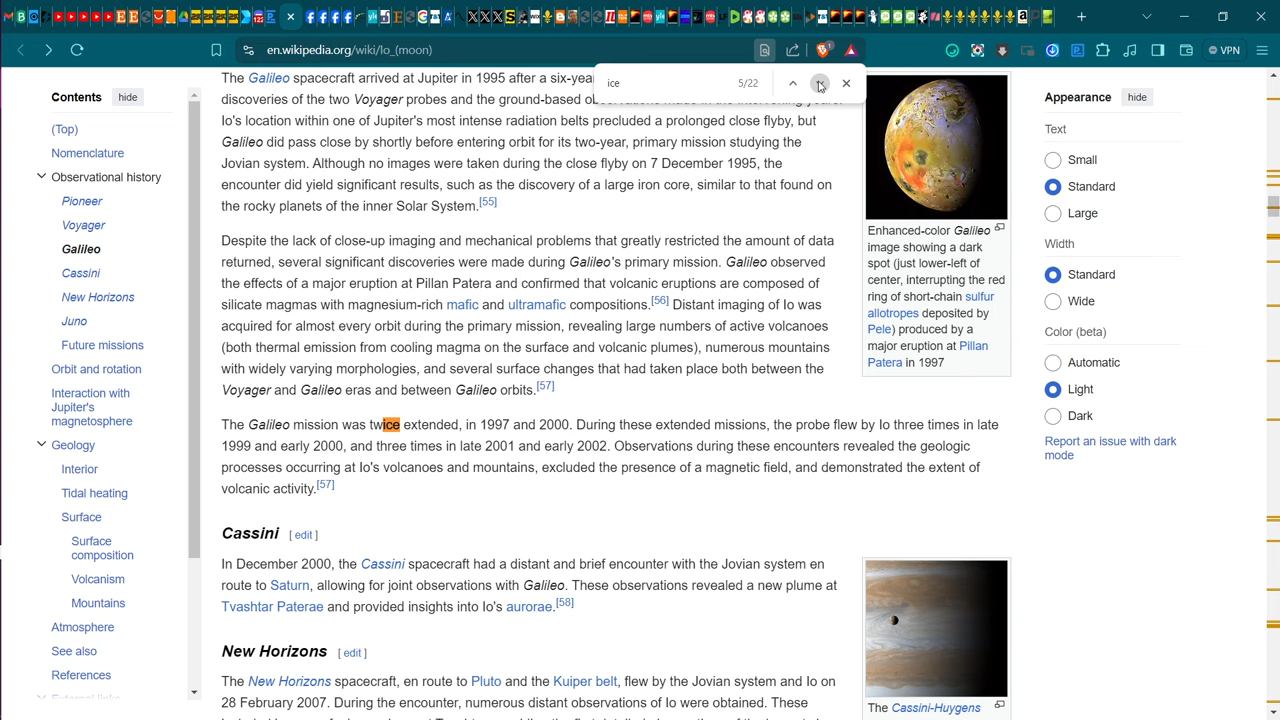 en.wikipedia.org/wiki/Io_(moon)
VPN
ice
5/22
Contents
hide
(Top)
Nomenclature
Observational history
Pioneer
Voyager
Galileo
Cassini
New Horizons
Juno
Future missions
Orbit and rotation
Interaction with
Jupiter's
magnetosphere
Geology
Interior
Tidal heating
Surface
Surface
composition
Volcanism
Mountains
Atmosphere
See also
References
The Galileo spacecraft arrived at Jupiter in 1995 after a six-year
discoveries of the two Voyager probes and the ground-based observations made in the intervening years.
Io's location within one of Jupiter's most intense radiation belts precluded a prolonged close flyby, but
Galileo did pass close by shortly before entering orbit for its two-year, primary mission studying the
Jovian system. Although no images were taken during the close flyby on 7 December 1995, the
encounter did yield significant results, such as the discovery of a large iron core, similar to that found on
the rocky planets of the inner Solar System.[55]
Despite the lack of close-up imaging and mechanical problems that greatly restricted the amount of data
returned, several significant discoveries were made during Galileo's primary mission. Galileo observed
the effects of a major eruption at Pillan Patera and confirmed that volcanic eruptions are composed of
silicate magmas with magnesium-rich mafic and ultramafic compositions.[56] Distant imaging of Io was
acquired for almost every orbit during the primary mission, revealing large numbers of active volcanoes
(both thermal emission from cooling magma on the surface and volcanic plumes), numerous mountains
with widely varying morphologies, and several surface changes that had taken place both between the
Voyager and Galileo eras and between Galileo orbits.[57]
The Galileo mission was twice extended, in 1997 and 2000. During these extended missions, the probe flew by Io three times in late
1999 and early 2000, and three times in late 2001 and early 2002. Observations during these encounters revealed the geologic
processes occurring at Io's volcanoes and mountains, excluded the presence of a magnetic field, and demonstrated the extent of
volcanic activity.[57]
Cassini [ edit ]
In December 2000, the Cassini spacecraft had a distant and brief encounter with the Jovian system en
route to Saturn, allowing for joint observations with Galileo. These observations revealed a new plume at
Tvashtar Paterae and provided insights into Io's aurorae.[58]
New Horizons [ edit ]
The New Horizons spacecraft, en route to Pluto and the Kuiper belt, flew by the Jovian system and Io on
28 February 2007. During the encounter, numerous distant observations of Io were obtained. These
Enhanced-color Galileo
image showing a dark
spot (just lower-left of
center, interrupting the red
ring of short-chain sulfur
allotropes deposited by
Pele) produced by a
major eruption at Pillan
Patera in 1997
The Cassini-Huygens
Appearance
hide
Text
Small
Standard
Large
Width
Standard
Wide
Color (beta)
Automatic
Light
Dark
Report an issue with dark
mode